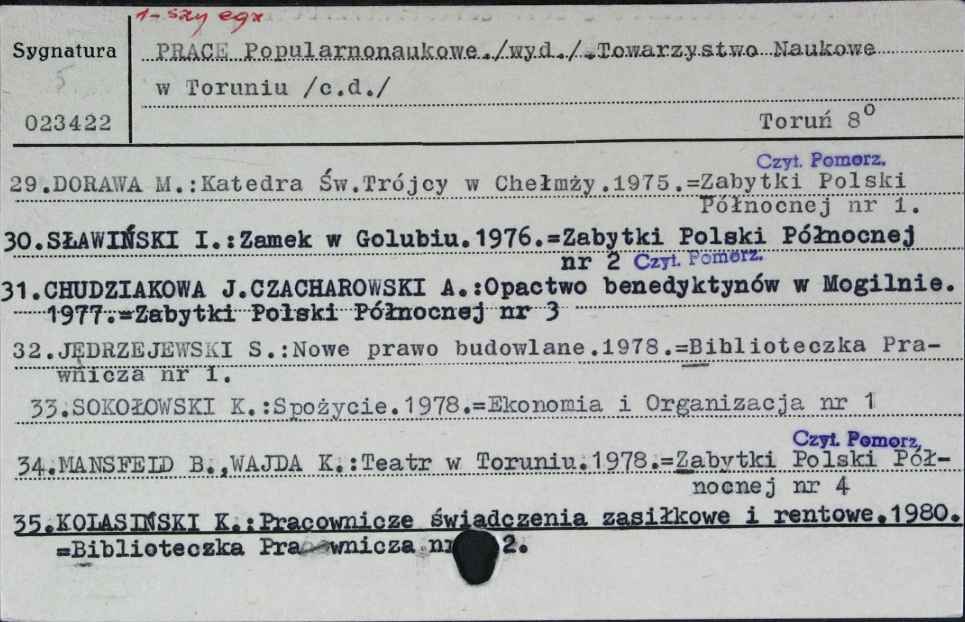 1-szy egz
Sygnatura
PRACE Popularnonaukowe./wyd./.Towarzystwo Naukowe
5
w Toruniu /c.d./
023422
Toruń 8o
Czyt. Pomorz.
29.DORAWA M.:Katedra Św.Trójcy w Chełmży.1975.=Zabytki Polski
Północnej nr 1.
30.SŁAWIŃSKI I.:Zamek w Golubiu.1976.=Zabytki Polski Północnej
nr 2 Czyt. Pomorz.
31.CHUDZIAKOWA J.CZACHAROWSKI A.:Opactwo benedyktynów w Mogilnie.
1977.=Zabytki Polski Północnej nr 3
32.JĘDRZEJEWSKI S.:Nowe prawo budowlane.1978.=Biblioteczka Pra-
wnicza nr 1.
33.SOKOŁOWSKI K.:Spożycie.1978.=Ekonomia i Organizacja nr 1
Czyt. Pomorz,
34.MANSFELD B.,WAJDA K.:Teatr w Toruniu.1978.=Zabytki Polski Pół-
nocnej nr 4
35.KOLASIŃSKI K.:Pracownicze świadczenia zasiłkowe i rentowe.1980.
=Biblioteczka Prawnicza nr 2.